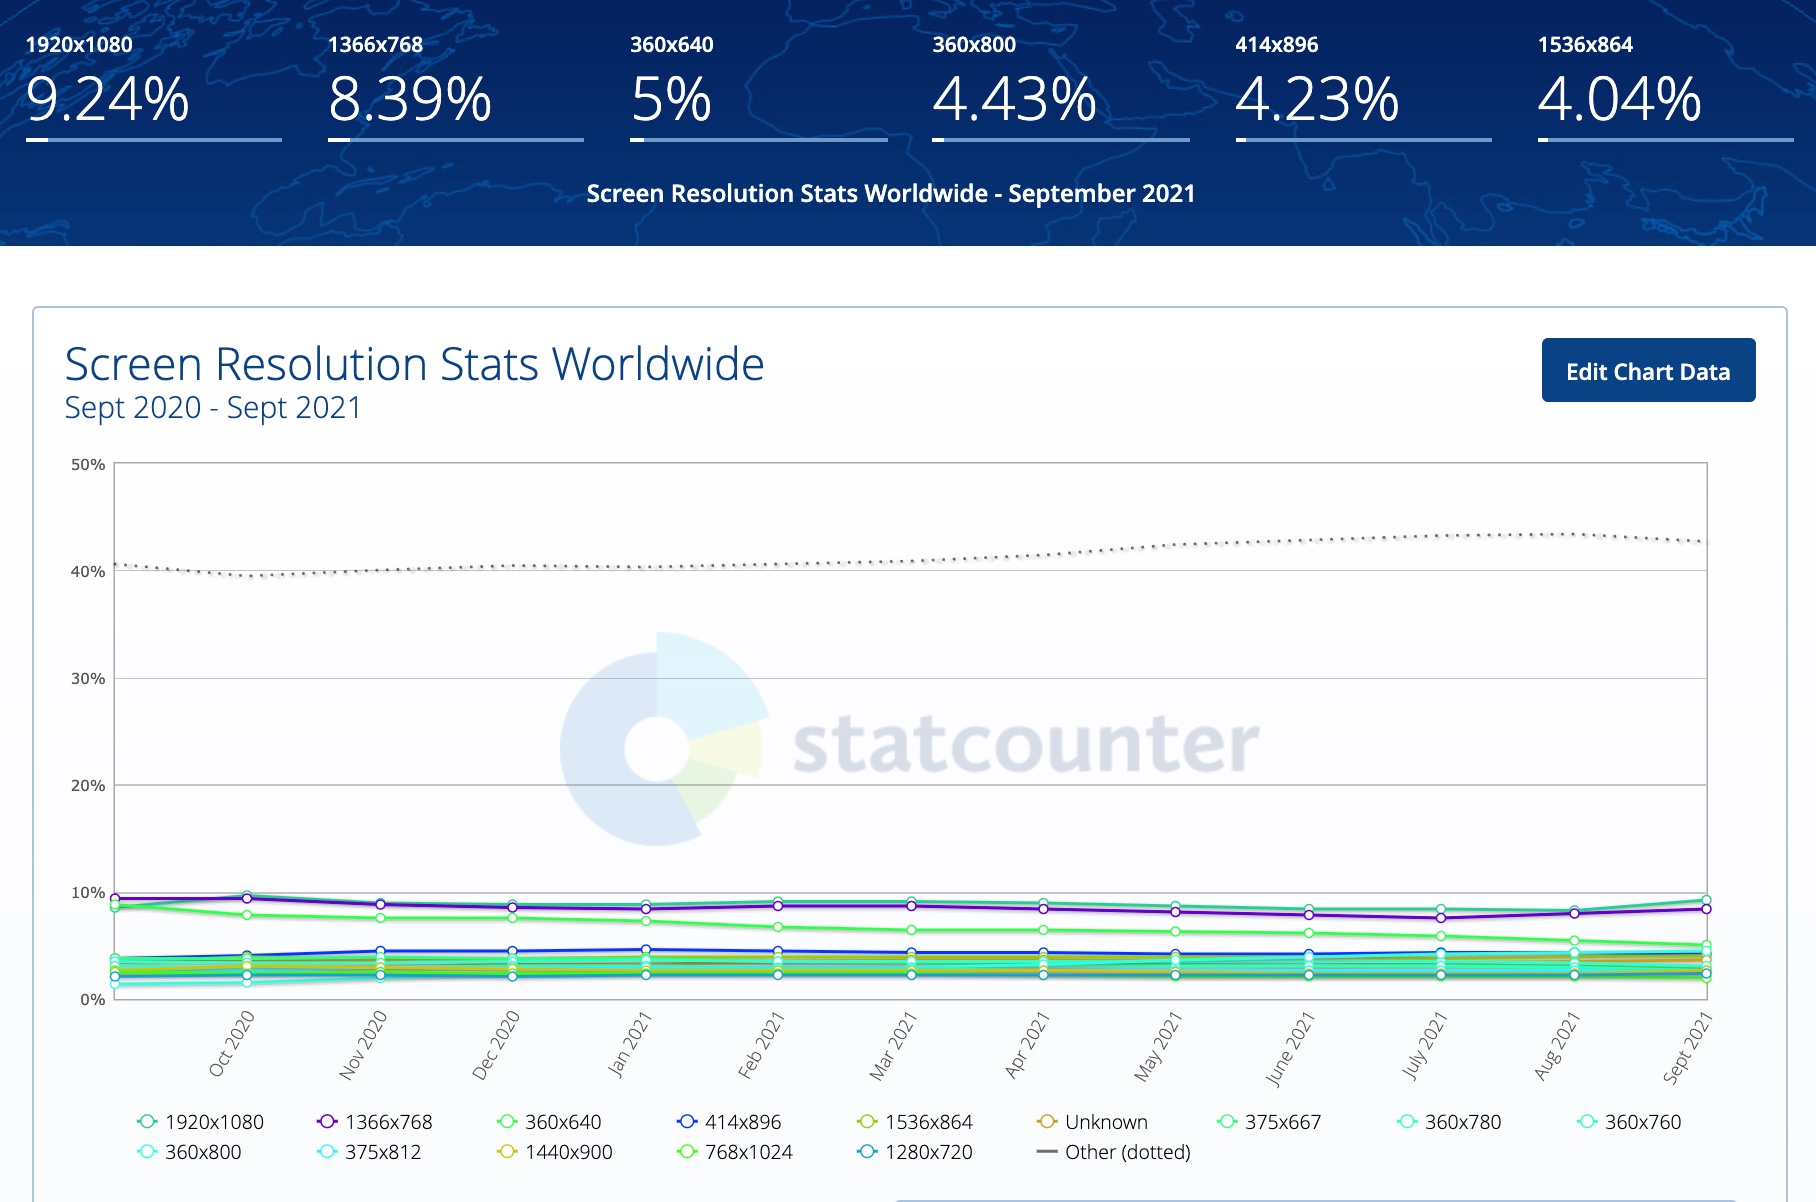 1920x1080 1366x768 360x640 360x800 414x896 1536x864
9.24% 8.39% 5% 4.43% 4.23% 4.04%
Screen Resolution Stats Worldwide - September 2021
Screen Resolution Stats Worldwide
Edit Chart Data
Sept 2020 - Sept 2021
50%
40%
30%
statcounter
20%
10%
0%
Oct 2020 Nov 2020 Dec 2020 Jan 2021 Feb 2021 Mar 2021 Apr 2021 May 2021 June 2021 July 2021 Aug 2021 Sept 2021
1920x1080 1366x768 360x640 414x896 1536x864 Unknown 375x667 360x780 360x760
360x800 375x812 1440x900 768x1024 1280x720 Other (dotted)